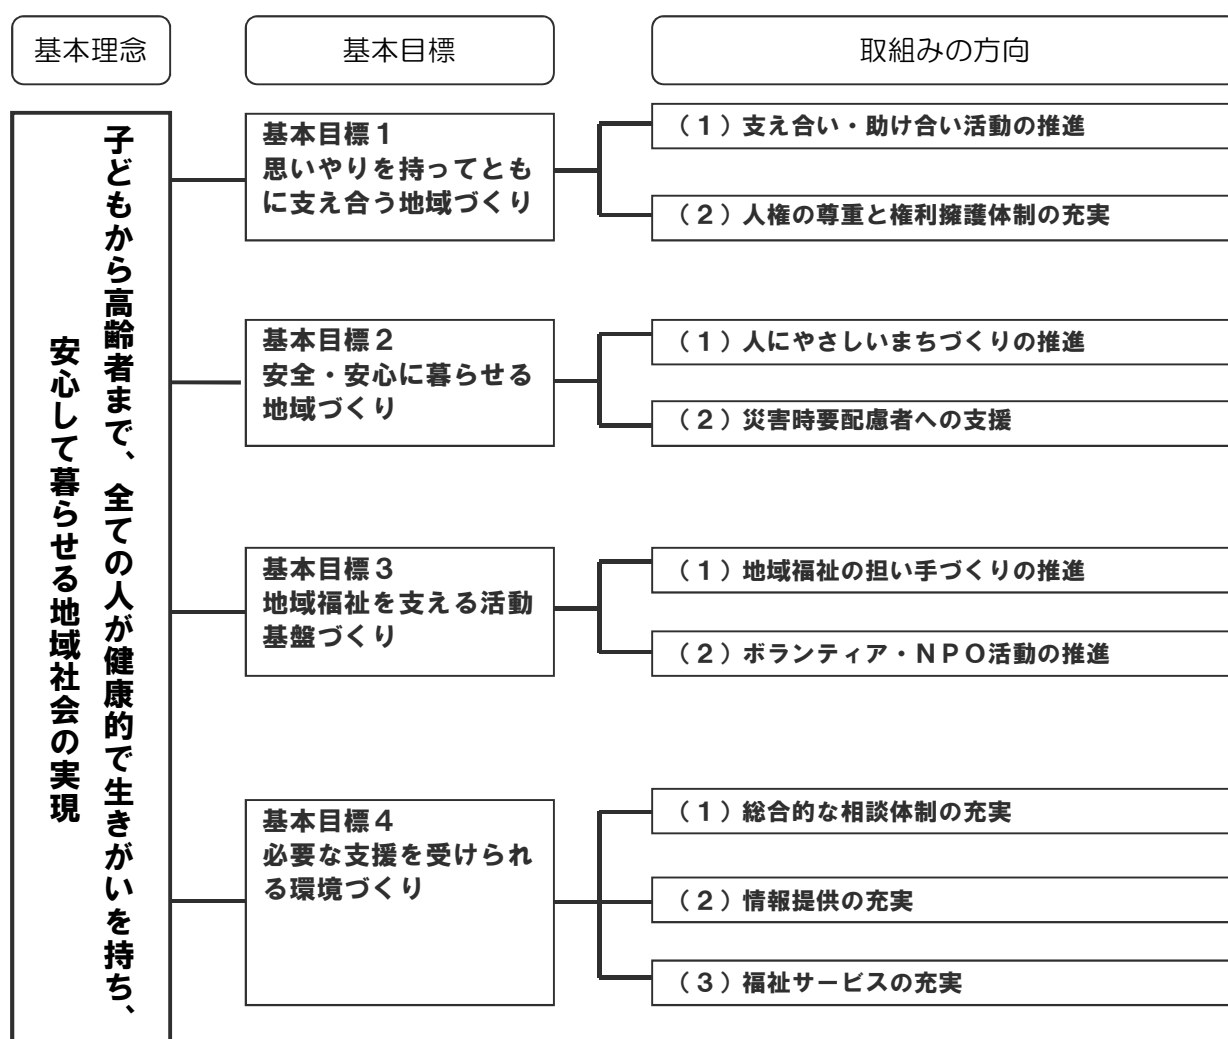 基本理念
基本目標
取組みの方向
子どもから高齢者まで、全ての人が健康的で生きがいを持ち、
安心して暮らせる地域社会の実現
基本目標１
思いやりを持ってとも
に支え合う地域づくり
（１）支え合い・助け合い活動の推進
（２）人権の尊重と権利擁護体制の充実
基本目標２
安全・安心に暮らせる
地域づくり
（１）人にやさしいまちづくりの推進
（２）災害時要配慮者への支援
基本目標３
地域福祉を支える活動
基盤づくり
（１）地域福祉の担い手づくりの推進
（２）ボランティア・ＮＰＯ活動の推進
基本目標４
必要な支援を受けられ
る環境づくり
（１）総合的な相談体制の充実
（２）情報提供の充実
（３）福祉サービスの充実